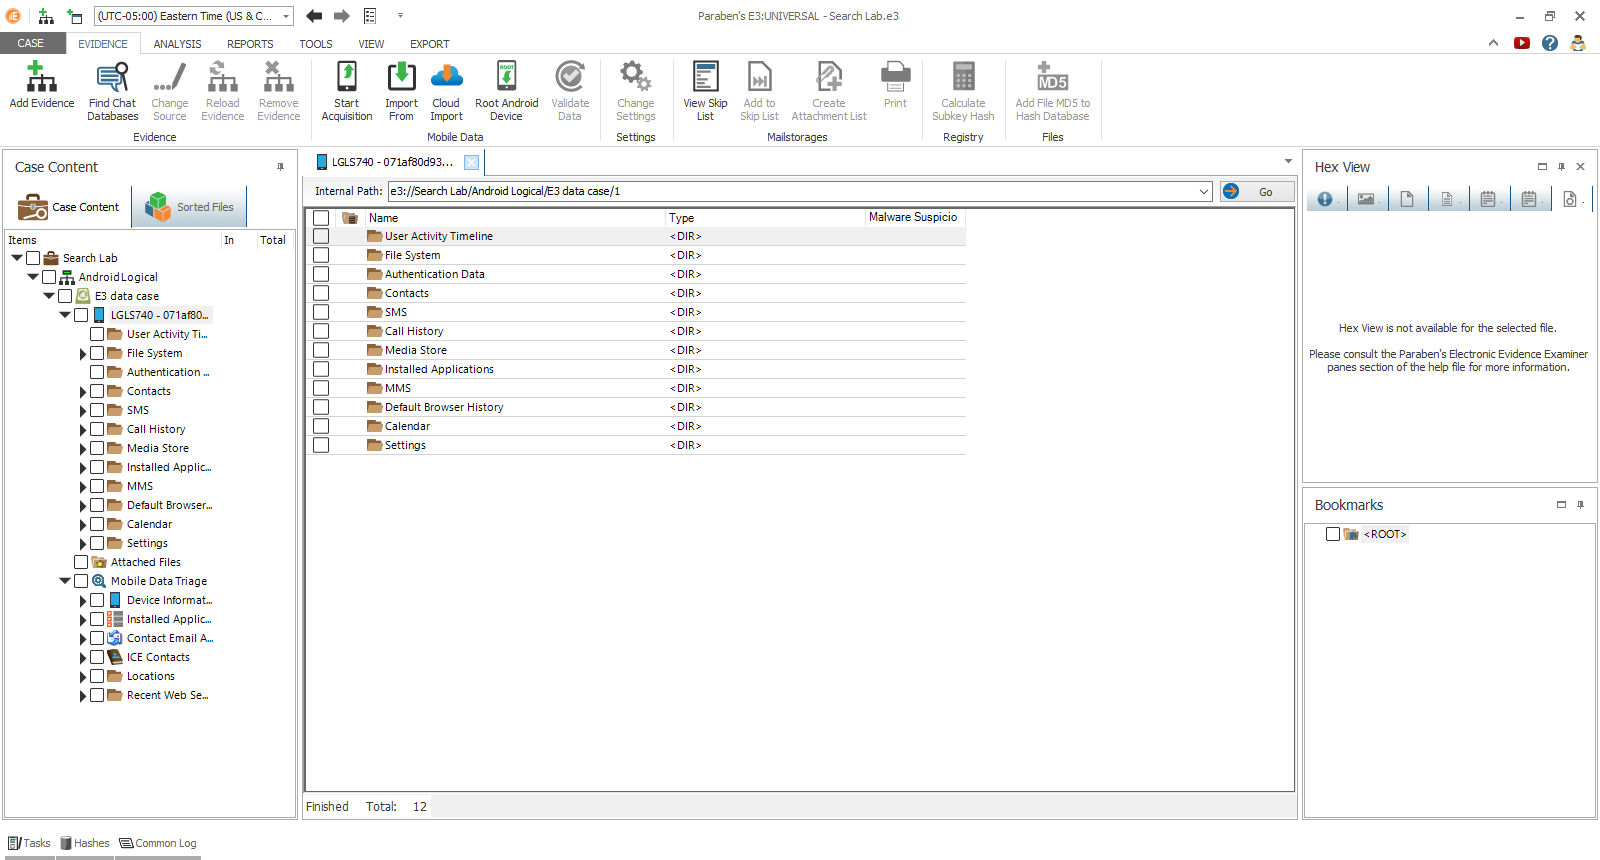 (UTC-05:00) Eastern Time (US & C...
Paraben's E3:UNIVERSAL - Search Lab.e3
CASE
EVIDENCE
ANALYSIS
REPORTS
TOOLS
VIEW
EXPORT
Add Evidence
Find Chat
Databases
Change
Source
Reload
Evidence
Remove
Evidence
Evidence
Start
Acquisition
Import
From
Cloud
Import
ROOT
Root Android
Device
Validate
Data
Mobile Data
Change
Settings
Settings
View Skip
List
Add to
Skip List
Create
Attachment List
Print
Mailstorages
Calculate
Subkey Hash
Registry
MD5
Add File MD5 to
Hash Database
Files
Case Content
Case Content
Sorted Files
Items In Total
Search Lab
Android Logical
E3 data case
LGLS740 - 071af80...
User Activity Ti...
File System
Authentication ...
Contacts
SMS
Call History
Media Store
Installed Applic...
MMS
Default Browser...
Calendar
Settings
Attached Files
Mobile Data Triage
Device Informat...
Installed Applic...
Contact Email A...
ICE Contacts
Locations
Recent Web Se...
LGLS740 - 071af80d93...
Internal Path: e3://Search Lab/Android Logical/E3 data case/1 Go
Name Type Malware Suspicio
User Activity Timeline <DIR>
File System <DIR>
Authentication Data <DIR>
Contacts <DIR>
SMS <DIR>
Call History <DIR>
Media Store <DIR>
Installed Applications <DIR>
MMS <DIR>
Default Browser History <DIR>
Calendar <DIR>
Settings <DIR>
Finished Total: 12
Hex View
Hex View is not available for the selected file.
Please consult the Paraben's Electronic Evidence Examiner
panes section of the help file for more information.
Bookmarks
<ROOT>
Tasks
Hashes
Common Log